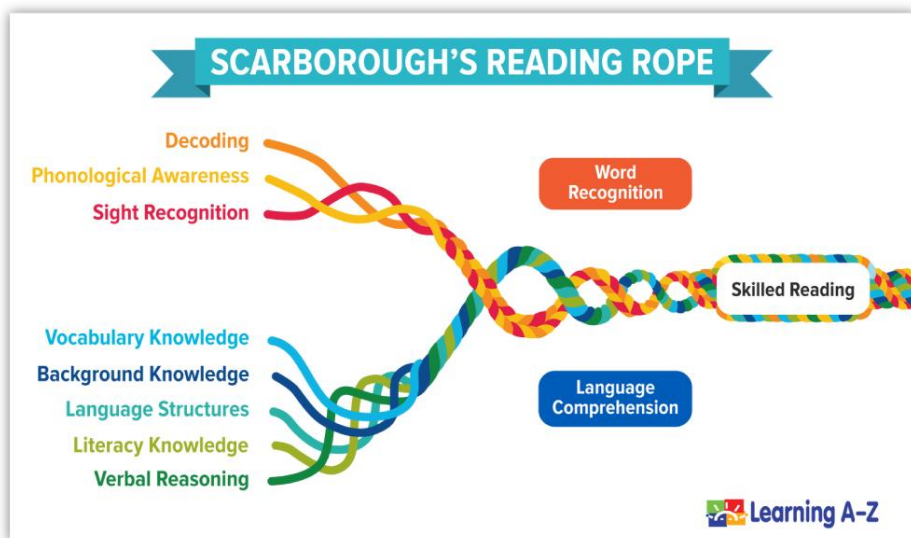 SCARBOROUGH'S READING ROPE
Decoding
Phonological Awareness
Sight Recognition
Word
Recognition
Skilled Reading
Vocabulary Knowledge
Background Knowledge
Language Structures
Literacy Knowledge
Verbal Reasoning
Language
Comprehension
Learning A-Z